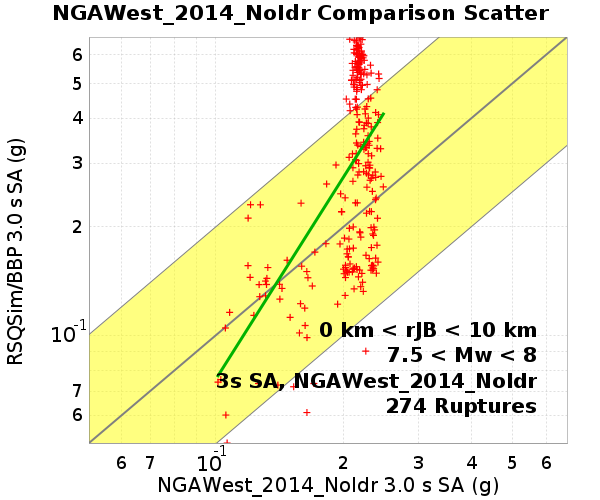 NGAWest_2014_NoIdr Comparison Scatter
RSQSim/BBP 3.0 s SA (g)
6
5
4
3
2
10-1
7
6
0 km < rJB < 10 km
7.5 < Mw < 8
3s SA, NGAWest_2014_NoIdr
274 Ruptures
6 7 10-1 2 3 4 5 6
NGAWest_2014_NoIdr 3.0 s SA (g)